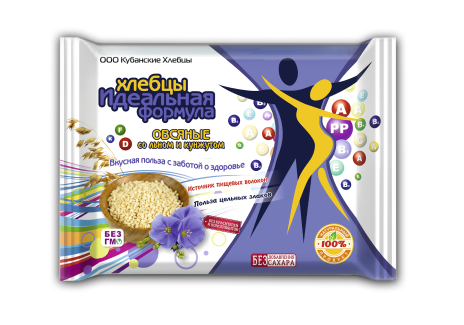 ООО Кубанские Хлебцы
хлебцы
Идеальная
формула
ОВСЯНЫЕ
СО ЛЬНОМ И КУНЖУТОМ
Вкусная польза с заботой о здоровье
Источник пищевых волокон
Польза цельных злаков
БЕЗ
ГМО
БЕЗ ДОБАВЛЕНИЯ
САХАРА
100%
A
PP
K
F
D